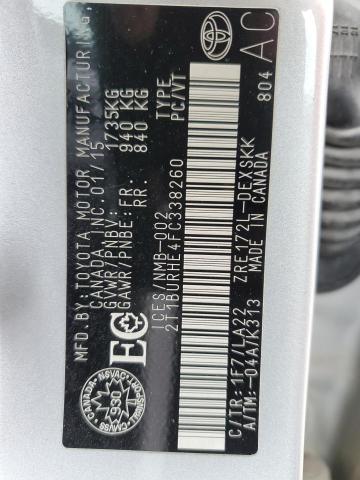 MFD.BY: TOYOTA MOTOR MANUFACTURING,
CANADA INC.01/15
GVWR/PNBV: 1735KG
GAWR/PNBE:FR. 940 KG
RR. 840 KG
ICES/NMB-002 TYPE
2T1BURHE4FC338260 PC/VT
EC
CANADA
NSVAC
930
CMVSS
C/TR:1F7/LA22 ZRE172L-DEXSKK
A/TM:-04A/K313 MADE IN CANADA
804
AC